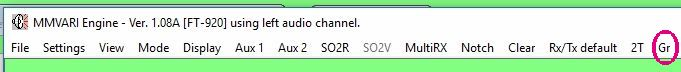 MMVARI Engine - Ver. 1.08A [FT-920] using left audio channel.
File Settings View Mode Display Aux 1 Aux 2 SO2R SO2V MultiRX Notch Clear Rx/Tx default 2T Gr